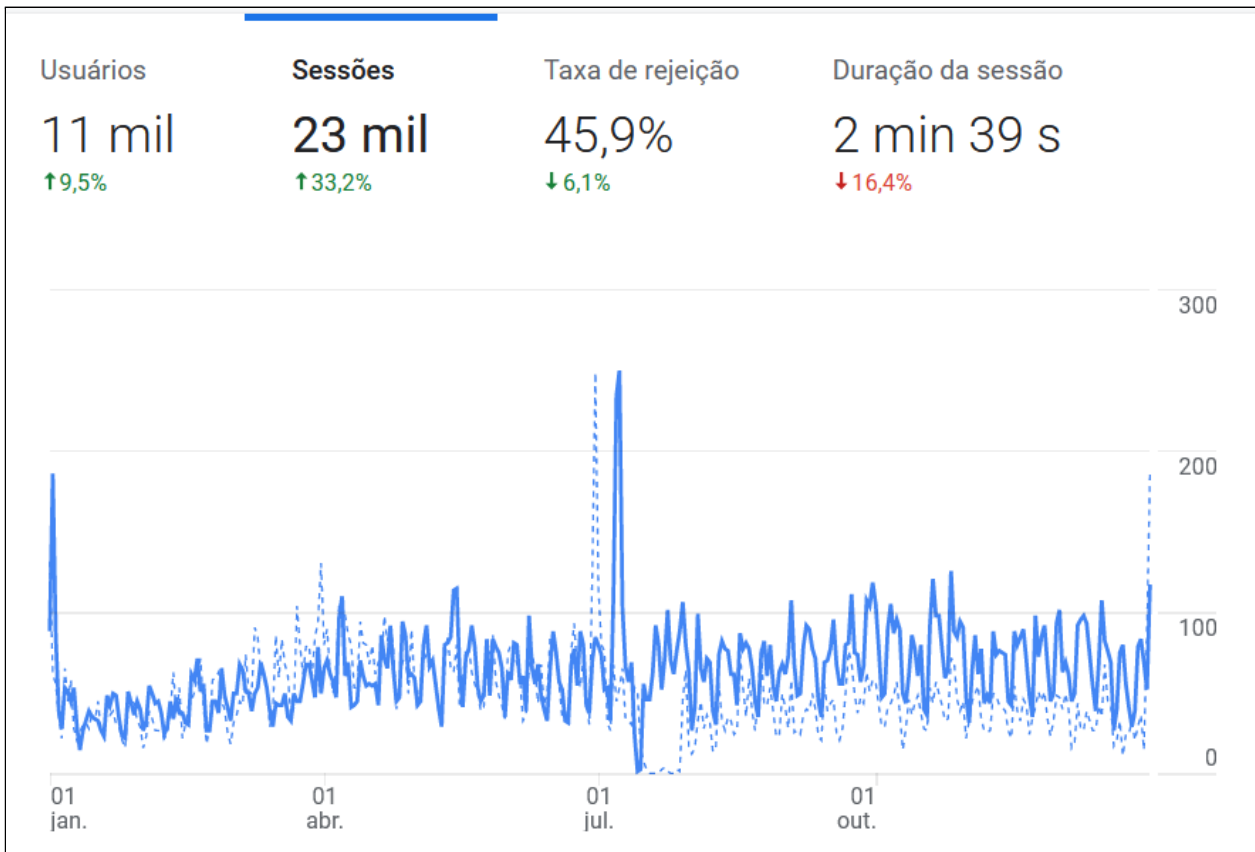 Usuários
Sessões
Taxa de rejeição
Duração da sessão
11 mil
23 mil
45,9%
2 min 39 s
↑9,5%
↑33,2%
↓6,1%
↓16,4%
300
200
100
0
01 jan.
01 abr.
01 jul.
01 out.